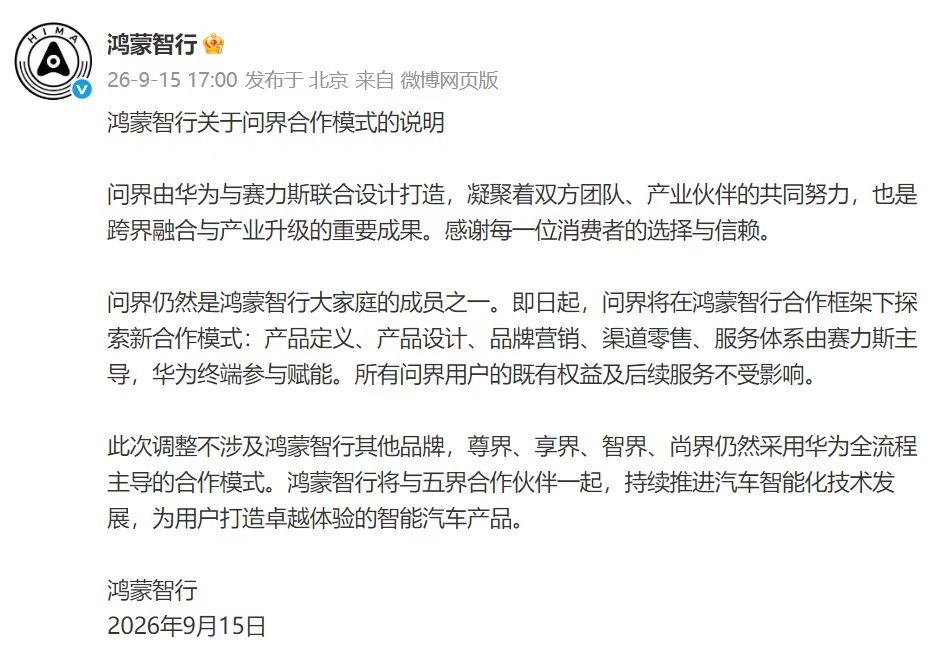 HIMA
鸿蒙智行
26-9-15 17:00 发布于 北京 来自 微博网页版
鸿蒙智行关于问界合作模式的说明
问界由华为与赛力斯联合设计打造，凝聚着双方团队、产业伙伴的共同努力，也是
跨界融合与产业升级的重要成果。感谢每一位消费者的选择与信赖。
问界仍然是鸿蒙智行大家庭的成员之一。即日起，问界将在鸿蒙智行合作框架下探
索新合作模式：产品定义、产品设计、品牌营销、渠道零售、服务体系由赛力斯主
导，华为终端参与赋能。所有问界用户的既有权益及后续服务不受影响。
此次调整不涉及鸿蒙智行其他品牌，尊界、享界、智界、尚界仍然采用华为全流程
主导的合作模式。鸿蒙智行将与五界合作伙伴一起，持续推进汽车智能化技术发
展，为用户打造卓越体验的智能汽车产品。
鸿蒙智行
2026年9月15日